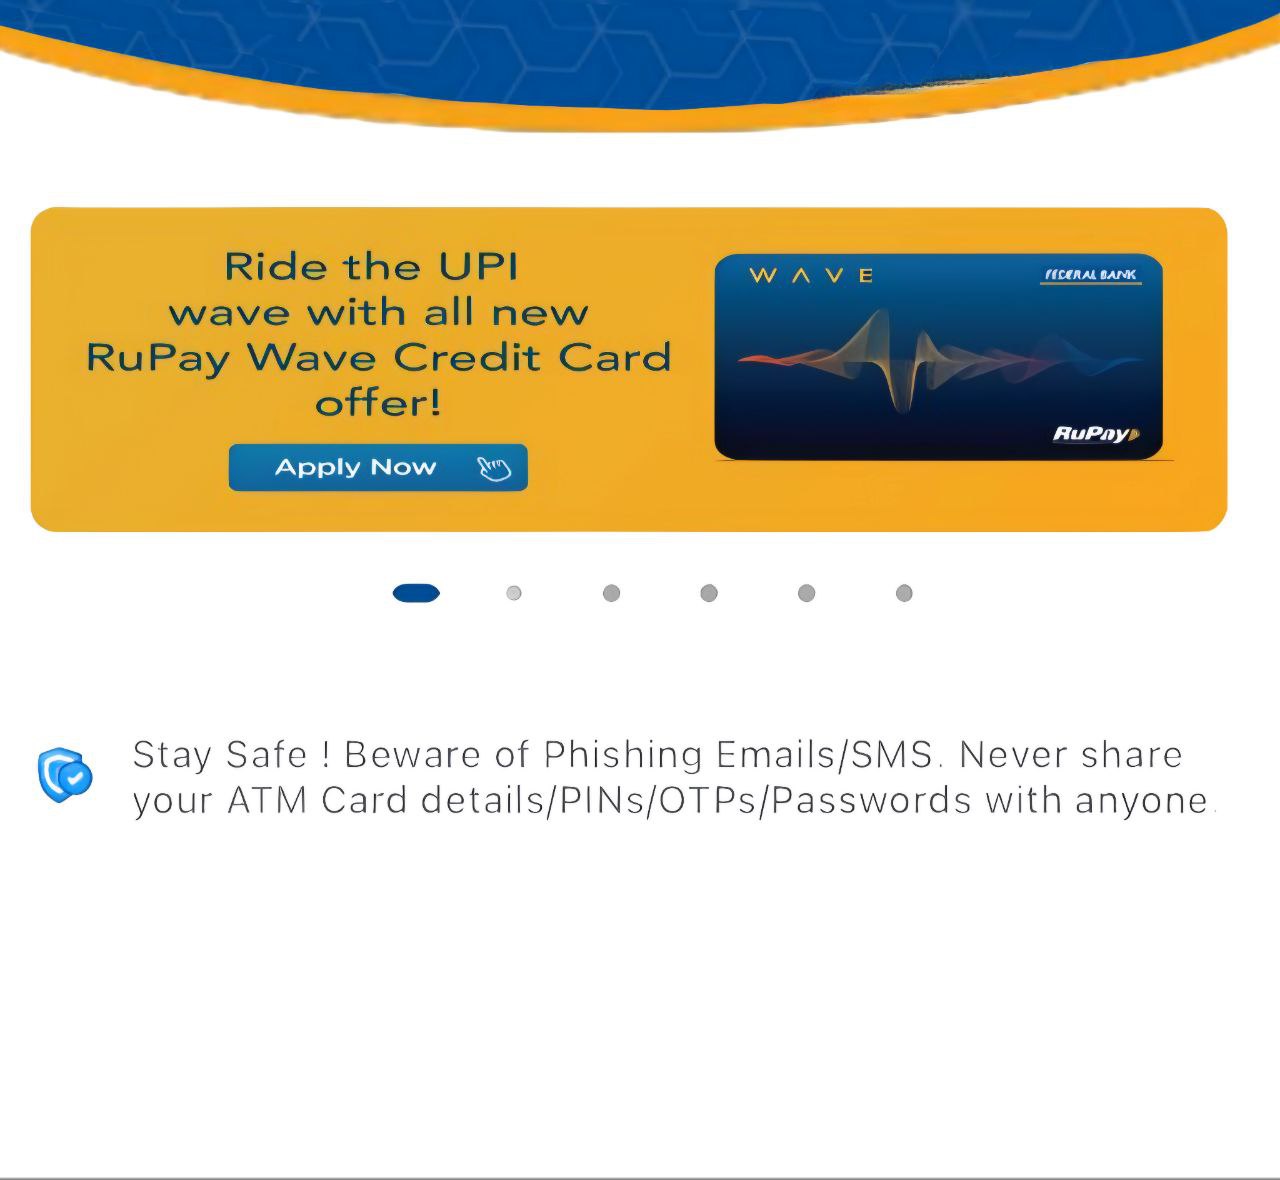 Ride the UPI
wave with all new
RuPay Wave Credit Card
offer!
Apply Now
WAVE
FEDERAL BANK
RuPay
Stay Safe ! Beware of Phishing Emails/SMS. Never share
your ATM Card details/PINs/OTPs/Passwords with anyone.